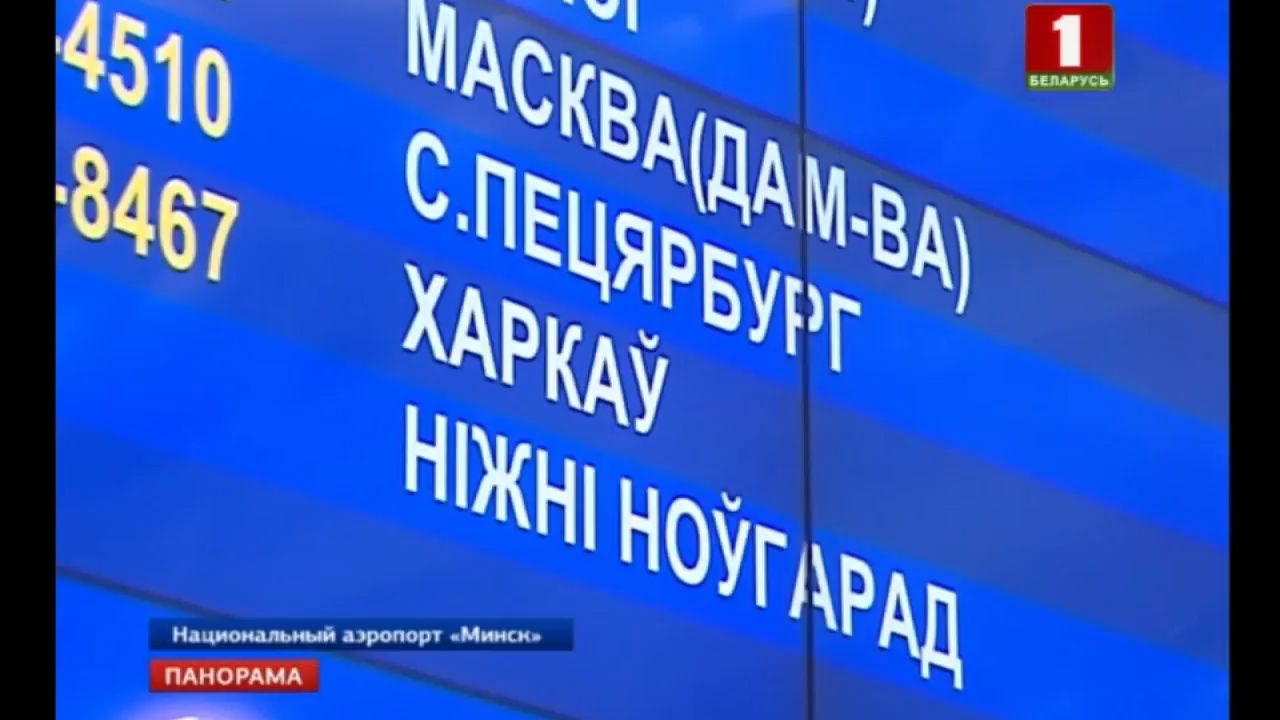 -4510
МАСКВА(ДАМ-ВА)
-8467
С.ПЕЦЯРБУРГ
ХАРКАЎ
НІЖНІ НОЎГАРАД
1
БЕЛАРУСЬ
Национальный аэропорт «Минск»
ПАНОРАМА